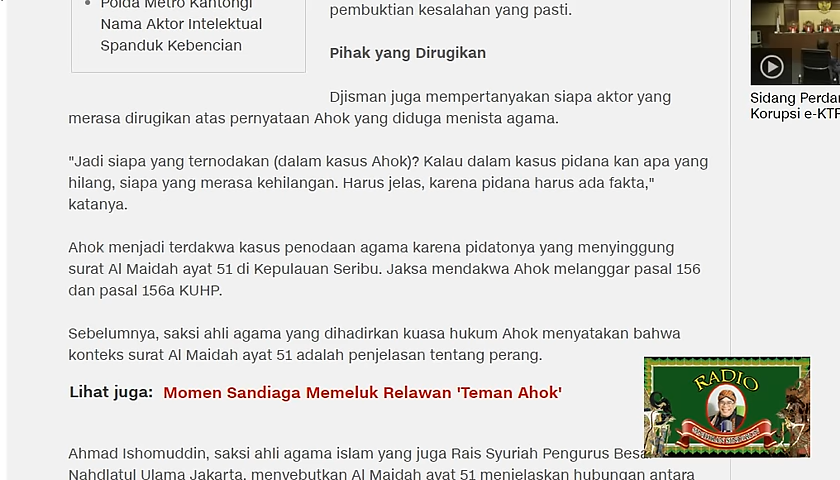 Polda Metro Kantongi
Nama Aktor Intelektual
Spanduk Kebencian
pembuktian kesalahan yang pasti.
Pihak yang Dirugikan
Djisman juga mempertanyakan siapa aktor yang
merasa dirugikan atas pernyataan Ahok yang diduga menista agama.
"Jadi siapa yang ternodakan (dalam kasus Ahok)? Kalau dalam kasus pidana kan apa yang
hilang, siapa yang merasa kehilangan. Harus jelas, karena pidana harus ada fakta,"
katanya.
Ahok menjadi terdakwa kasus penodaan agama karena pidatonya yang menyinggung
surat Al Maidah ayat 51 di Kepulauan Seribu. Jaksa mendakwa Ahok melanggar pasal 156
dan pasal 156a KUHP.
Sebelumnya, saksi ahli agama yang dihadirkan kuasa hukum Ahok menyatakan bahwa
konteks surat Al Maidah ayat 51 adalah penjelasan tentang perang.
Lihat juga: Momen Sandiaga Memeluk Relawan 'Teman Ahok'
Ahmad Ishomuddin, saksi ahli agama islam yang juga Rais Syuriah Pengurus Besa
Nahdlatul Ulama Jakarta, menyebutkan Al Maidah ayat 51 menjelaskan hubungan antara
Sidang Perda
Korupsi e-KTP
RADIO
17